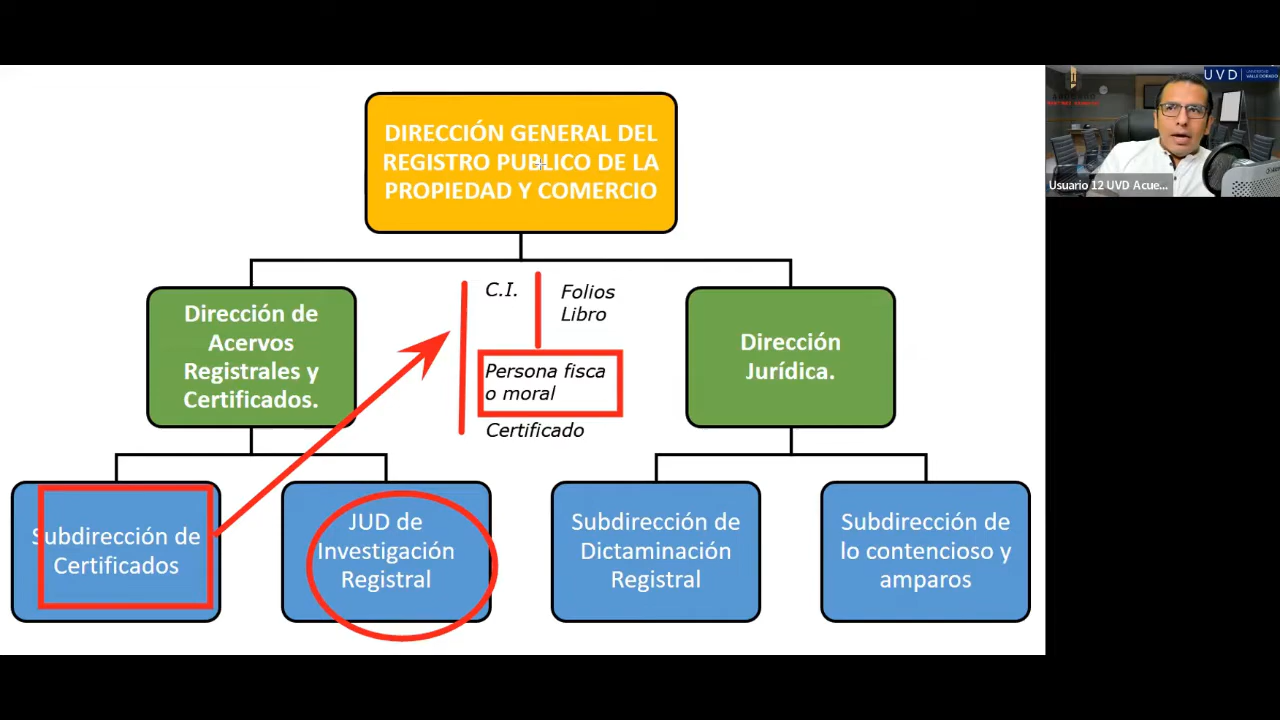 DIRECCIÓN GENERAL DEL
REGISTRO PUBLICO DE LA
PROPIEDAD Y COMERCIO
UVD
Usuario 12 UVD Acue...
C.I.
Folios
Libro
Persona fisca
o moral
Certificado
Dirección de
Acervos
Registrales y
Certificados.
Dirección
Jurídica.
Subdirección de
Certificados
JUD de
Investigación
Registral
Subdirección de
Dictaminación
Registral
Subdirección de
lo contencioso y
amparos